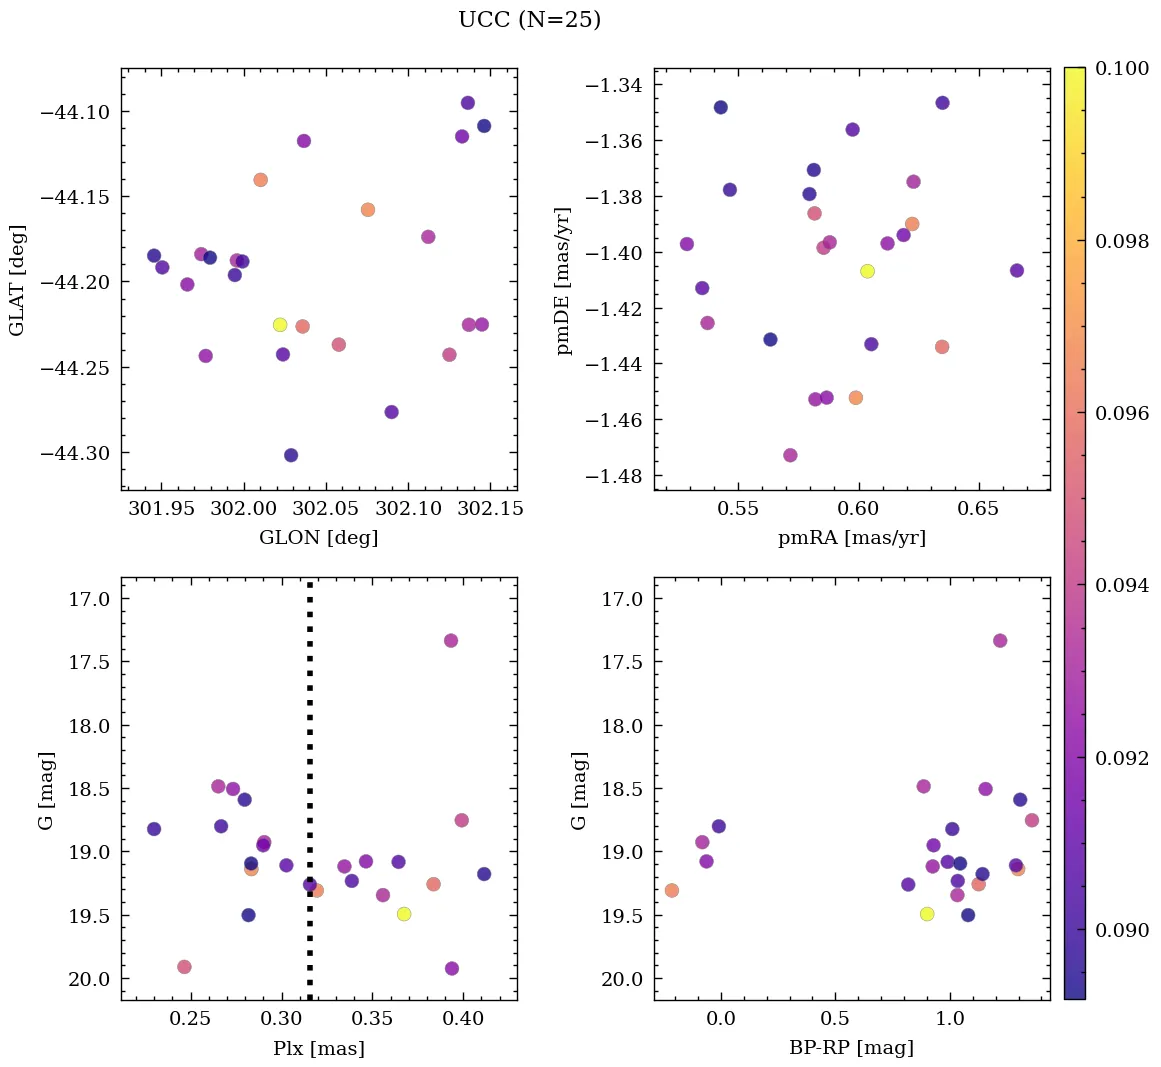 UCC (N=25)
−44.10
−44.15
−44.20
−44.25
−44.30
GLAT [deg]
301.95 302.00 302.05 302.10 302.15
GLON [deg]
−1.34
−1.36
−1.38
−1.40
−1.42
−1.44
−1.46
−1.48
pmDE [mas/yr]
0.55 0.60 0.65
pmRA [mas/yr]
0.100
0.098
0.096
0.094
0.092
0.090
17.0
17.5
18.0
18.5
19.0
19.5
20.0
G [mag]
0.25 0.30 0.35 0.40
Plx [mas]
17.0
17.5
18.0
18.5
19.0
19.5
20.0
G [mag]
0.0 0.5 1.0
BP-RP [mag]